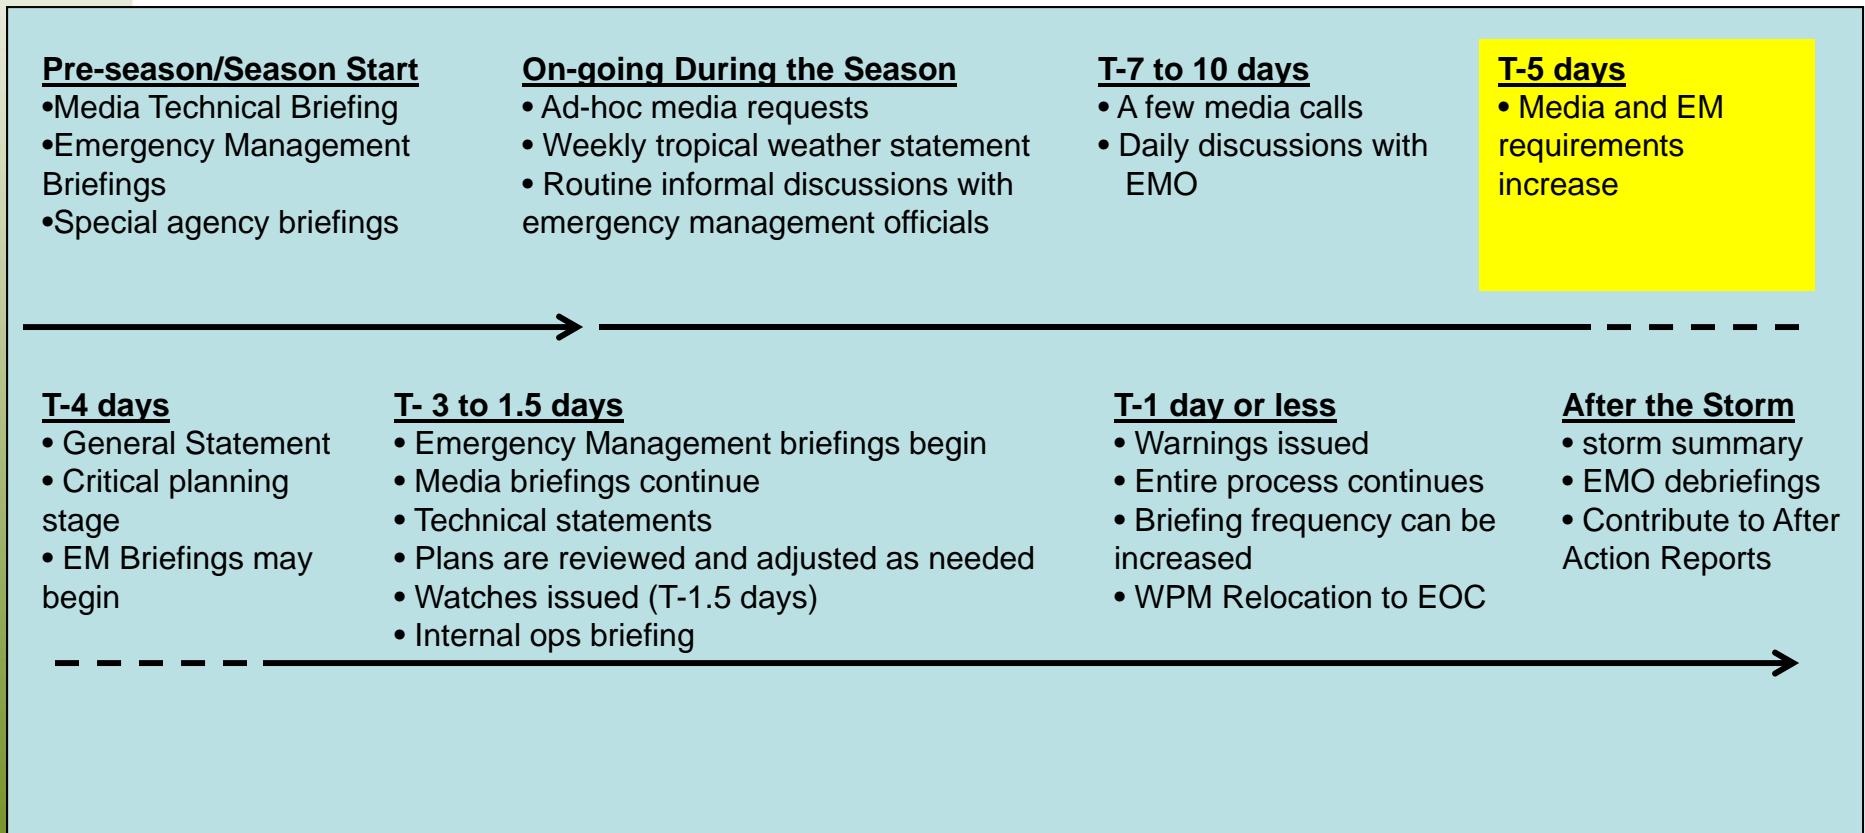 Pre-season/Season Start
•Media Technical Briefing
•Emergency Management
Briefings
•Special agency briefings
On-going During the Season
• Ad-hoc media requests
• Weekly tropical weather statement
• Routine informal discussions with
emergency management officials
T-7 to 10 days
• A few media calls
• Daily discussions with
EMO
T-5 days
• Media and EM
requirements
increase
T-4 days
• General Statement
• Critical planning
stage
• EM Briefings may
begin
T- 3 to 1.5 days
• Emergency Management briefings begin
• Media briefings continue
• Technical statements
• Plans are reviewed and adjusted as needed
• Watches issued (T-1.5 days)
• Internal ops briefing
T-1 day or less
• Warnings issued
• Entire process continues
• Briefing frequency can be
increased
• WPM Relocation to EOC
After the Storm
• storm summary
• EMO debriefings
• Contribute to After
Action Reports